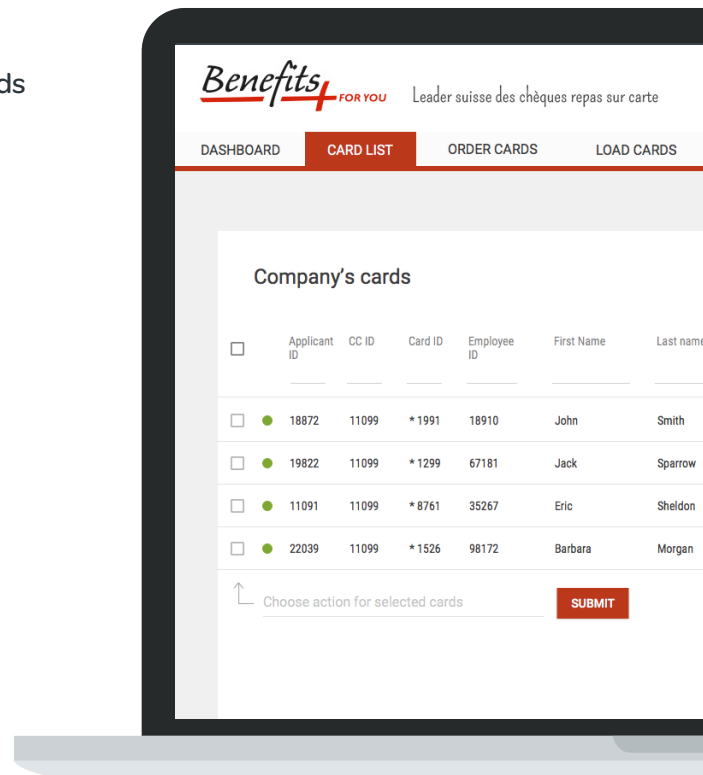 Benefits FOR YOU Leader suisse des chèques repas sur carte
DASHBOARD CARD LIST ORDER CARDS LOAD CARDS
Company's cards
Applicant ID CC ID Card ID Employee ID First Name Last name
18872 11099 *1991 18910 John Smith
19822 11099 *1299 67181 Jack Sparrow
11091 11099 *8761 35267 Eric Sheldon
22039 11099 *1526 98172 Barbara Morgan
Choose action for selected cards SUBMIT